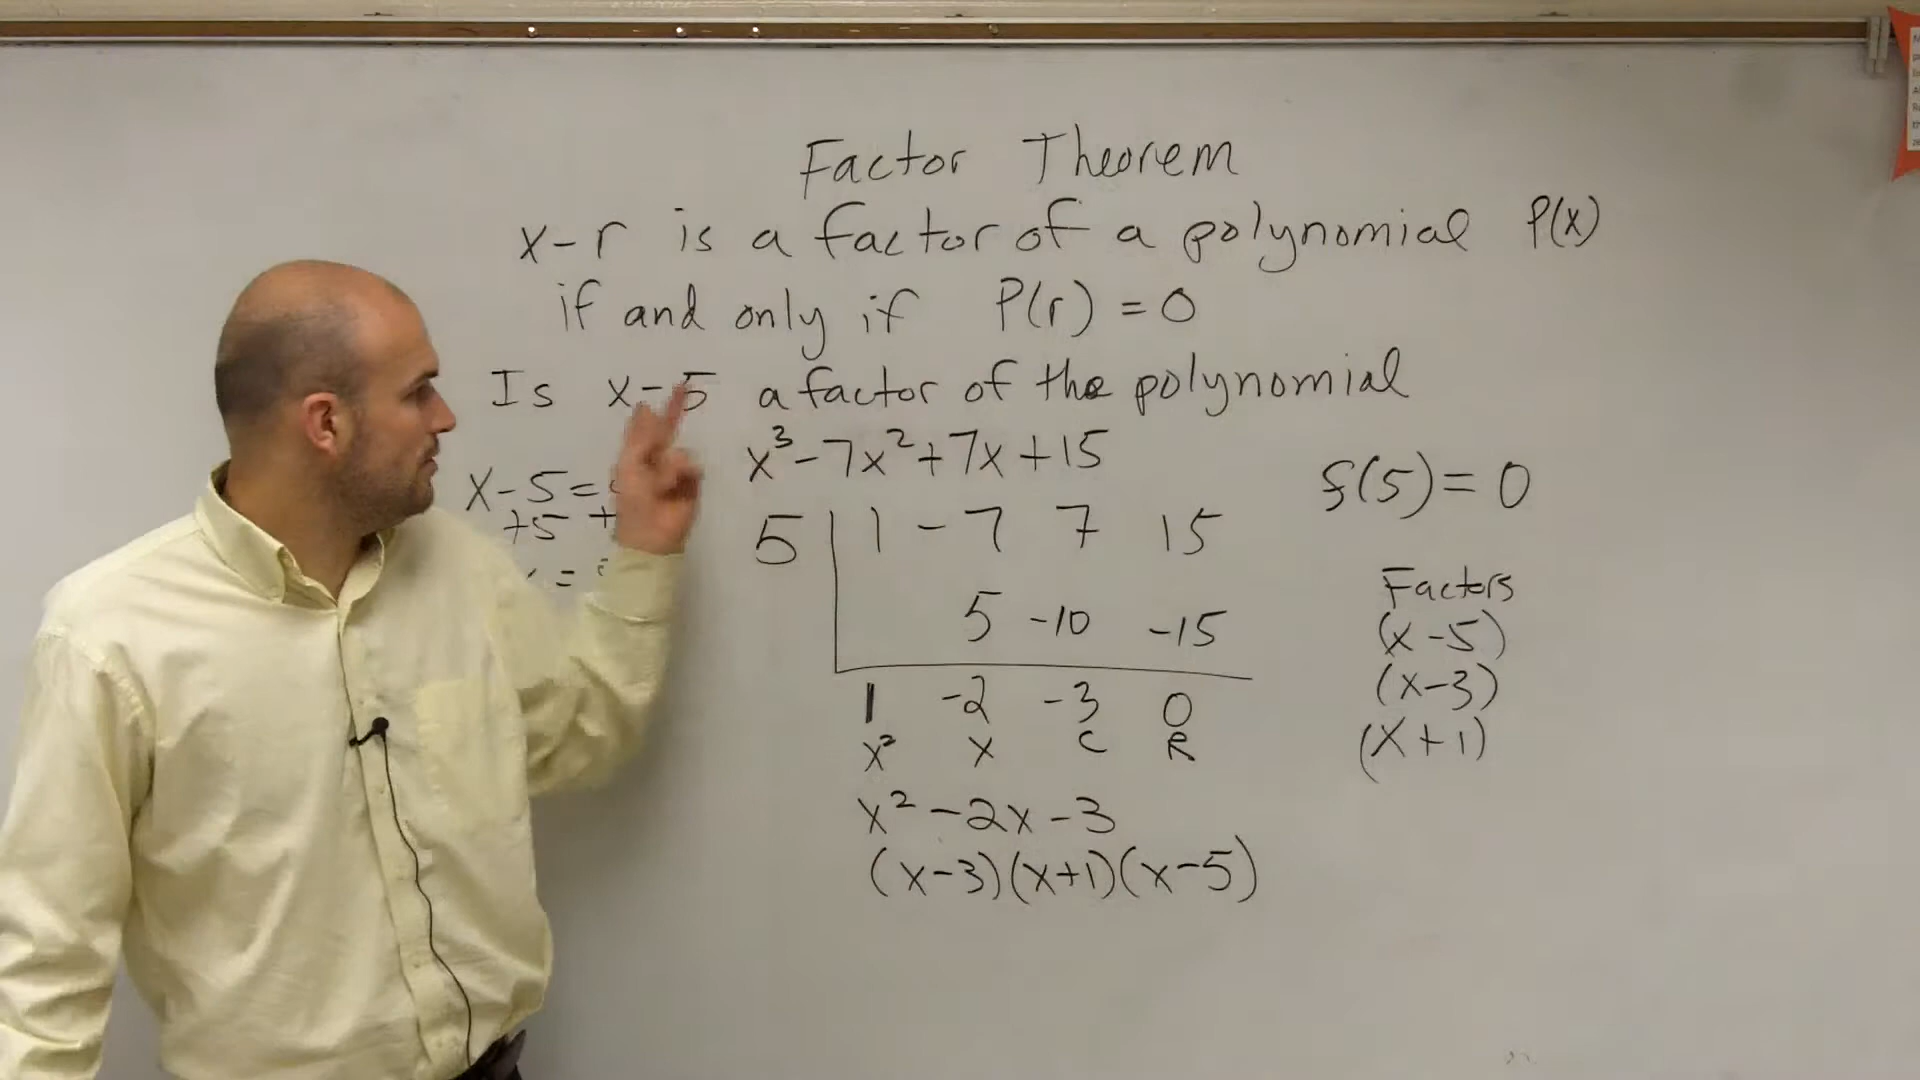 Factor Theorem
x-r is a factor of a polynomial P(x)
if and only if P(r) = 0
Is x-5 a factor of the polynomial
x³-7x²+7x+15
x-5=
+5 +
=
5 | 1 -7 7 15
5 -10 -15
1 -2 -3 0
x² x c R
x²-2x-3
(x-3)(x+1)(x-5)
f(5)=0
Factors
(x-5)
(x-3)
(x+1)